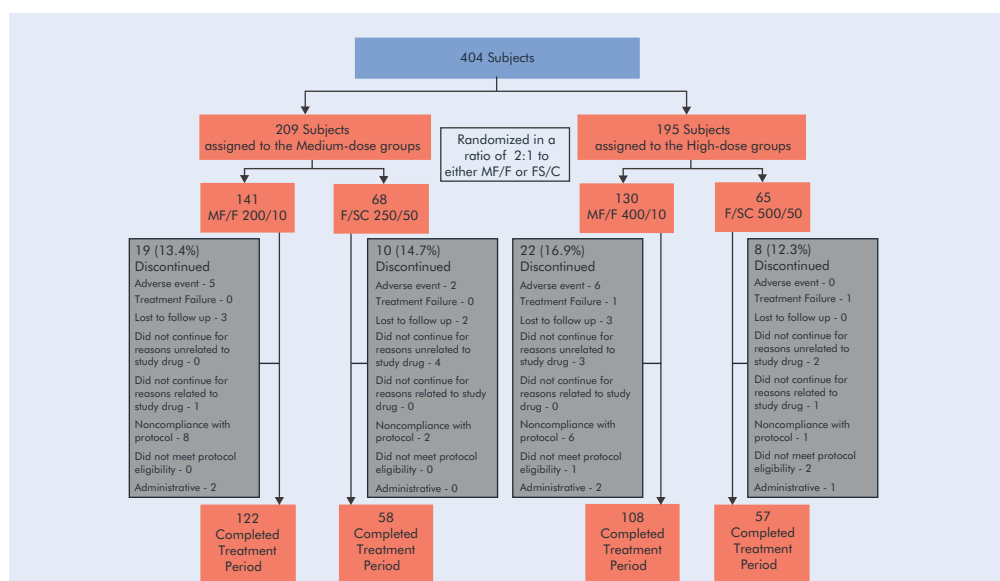 404 Subjects
209 Subjects
assigned to the Medium-dose groups
Randomized in a
ratio of 2:1 to
either MF/F or FS/C
195 Subjects
assigned to the High-dose groups
141
MF/F 200/10
68
F/SC 250/50
130
MF/F 400/10
65
F/SC 500/50
19 (13.4%)
Discontinued
Adverse event - 5
Treatment Failure - 0
Lost to follow up - 3
Did not continue for
reasons unrelated to
study drug - 0
Did not continue for
reasons related to
study drug - 1
Noncompliance with
protocol - 8
Did not meet protocol
eligibility - 0
Administrative - 2
10 (14.7%)
Discontinued
Adverse event - 2
Treatment Failure - 0
Lost to follow up - 2
Did not continue for
reasons unrelated to
study drug - 4
Did not continue for
reasons related to study
drug - 0
Noncompliance with
protocol - 2
Did not meet protocol
eligibility - 0
Administrative - 0
22 (16.9%)
Discontinued
Adverse event - 6
Treatment Failure - 1
Lost to follow up - 3
Did not continue for
reasons unrelated to
study drug - 3
Did not continue for
reasons related to study
drug - 0
Noncompliance with
protocol - 6
Did not meet protocol
eligibility - 1
Administrative - 2
8 (12.3%)
Discontinued
Adverse event - 0
Treatment Failure - 1
Lost to follow up - 0
Did not continue for
reasons unrelated to
study drug - 2
Did not continue for
reasons related to
study drug - 1
Noncompliance with
protocol - 1
Did not meet protocol
eligibility - 2
Administrative - 1
122
Completed
Treatment
Period
58
Completed
Treatment
Period
108
Completed
Treatment
Period
57
Completed
Treatment
Period